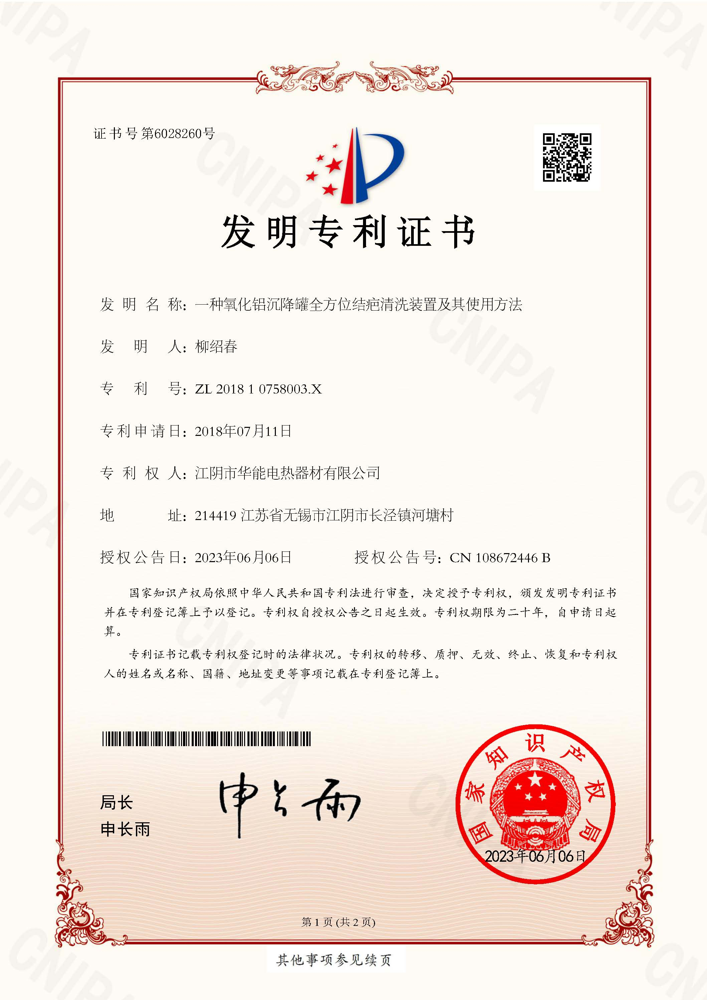 证书号第6028260号
发明专利证书
发明名称：一种氧化铝沉降罐全方位结疤清洗装置及其使用方法
发明人：柳绍春
专利号：ZL 2018 1 0758003.X
专利申请日：2018年07月11日
专利权人：江阴市华能电热器材有限公司
地址：214419 江苏省无锡市江阴市长泾镇河塘村
授权公告日：2023年06月06日 授权公告号：CN 108672446 B
国家知识产权局依照中华人民共和国专利法进行审查，决定授予专利权，颁发发明专利证书
并在专利登记簿上予以登记。专利权自授权公告之日起生效。专利权期限为二十年，自申请日起
算。
专利证书记载专利权登记时的法律状况。专利权的转移、质押、无效、终止、恢复和专利权
人的姓名或名称、国籍、地址变更等事项记载在专利登记簿上。
局长
申长雨
申长雨
国家知识产权局
2023年06月06日
第 1 页 (共 2 页)
其他事项参见续页
CNIPA
CNIPA
CNIPA
CNIPA
CNIPA